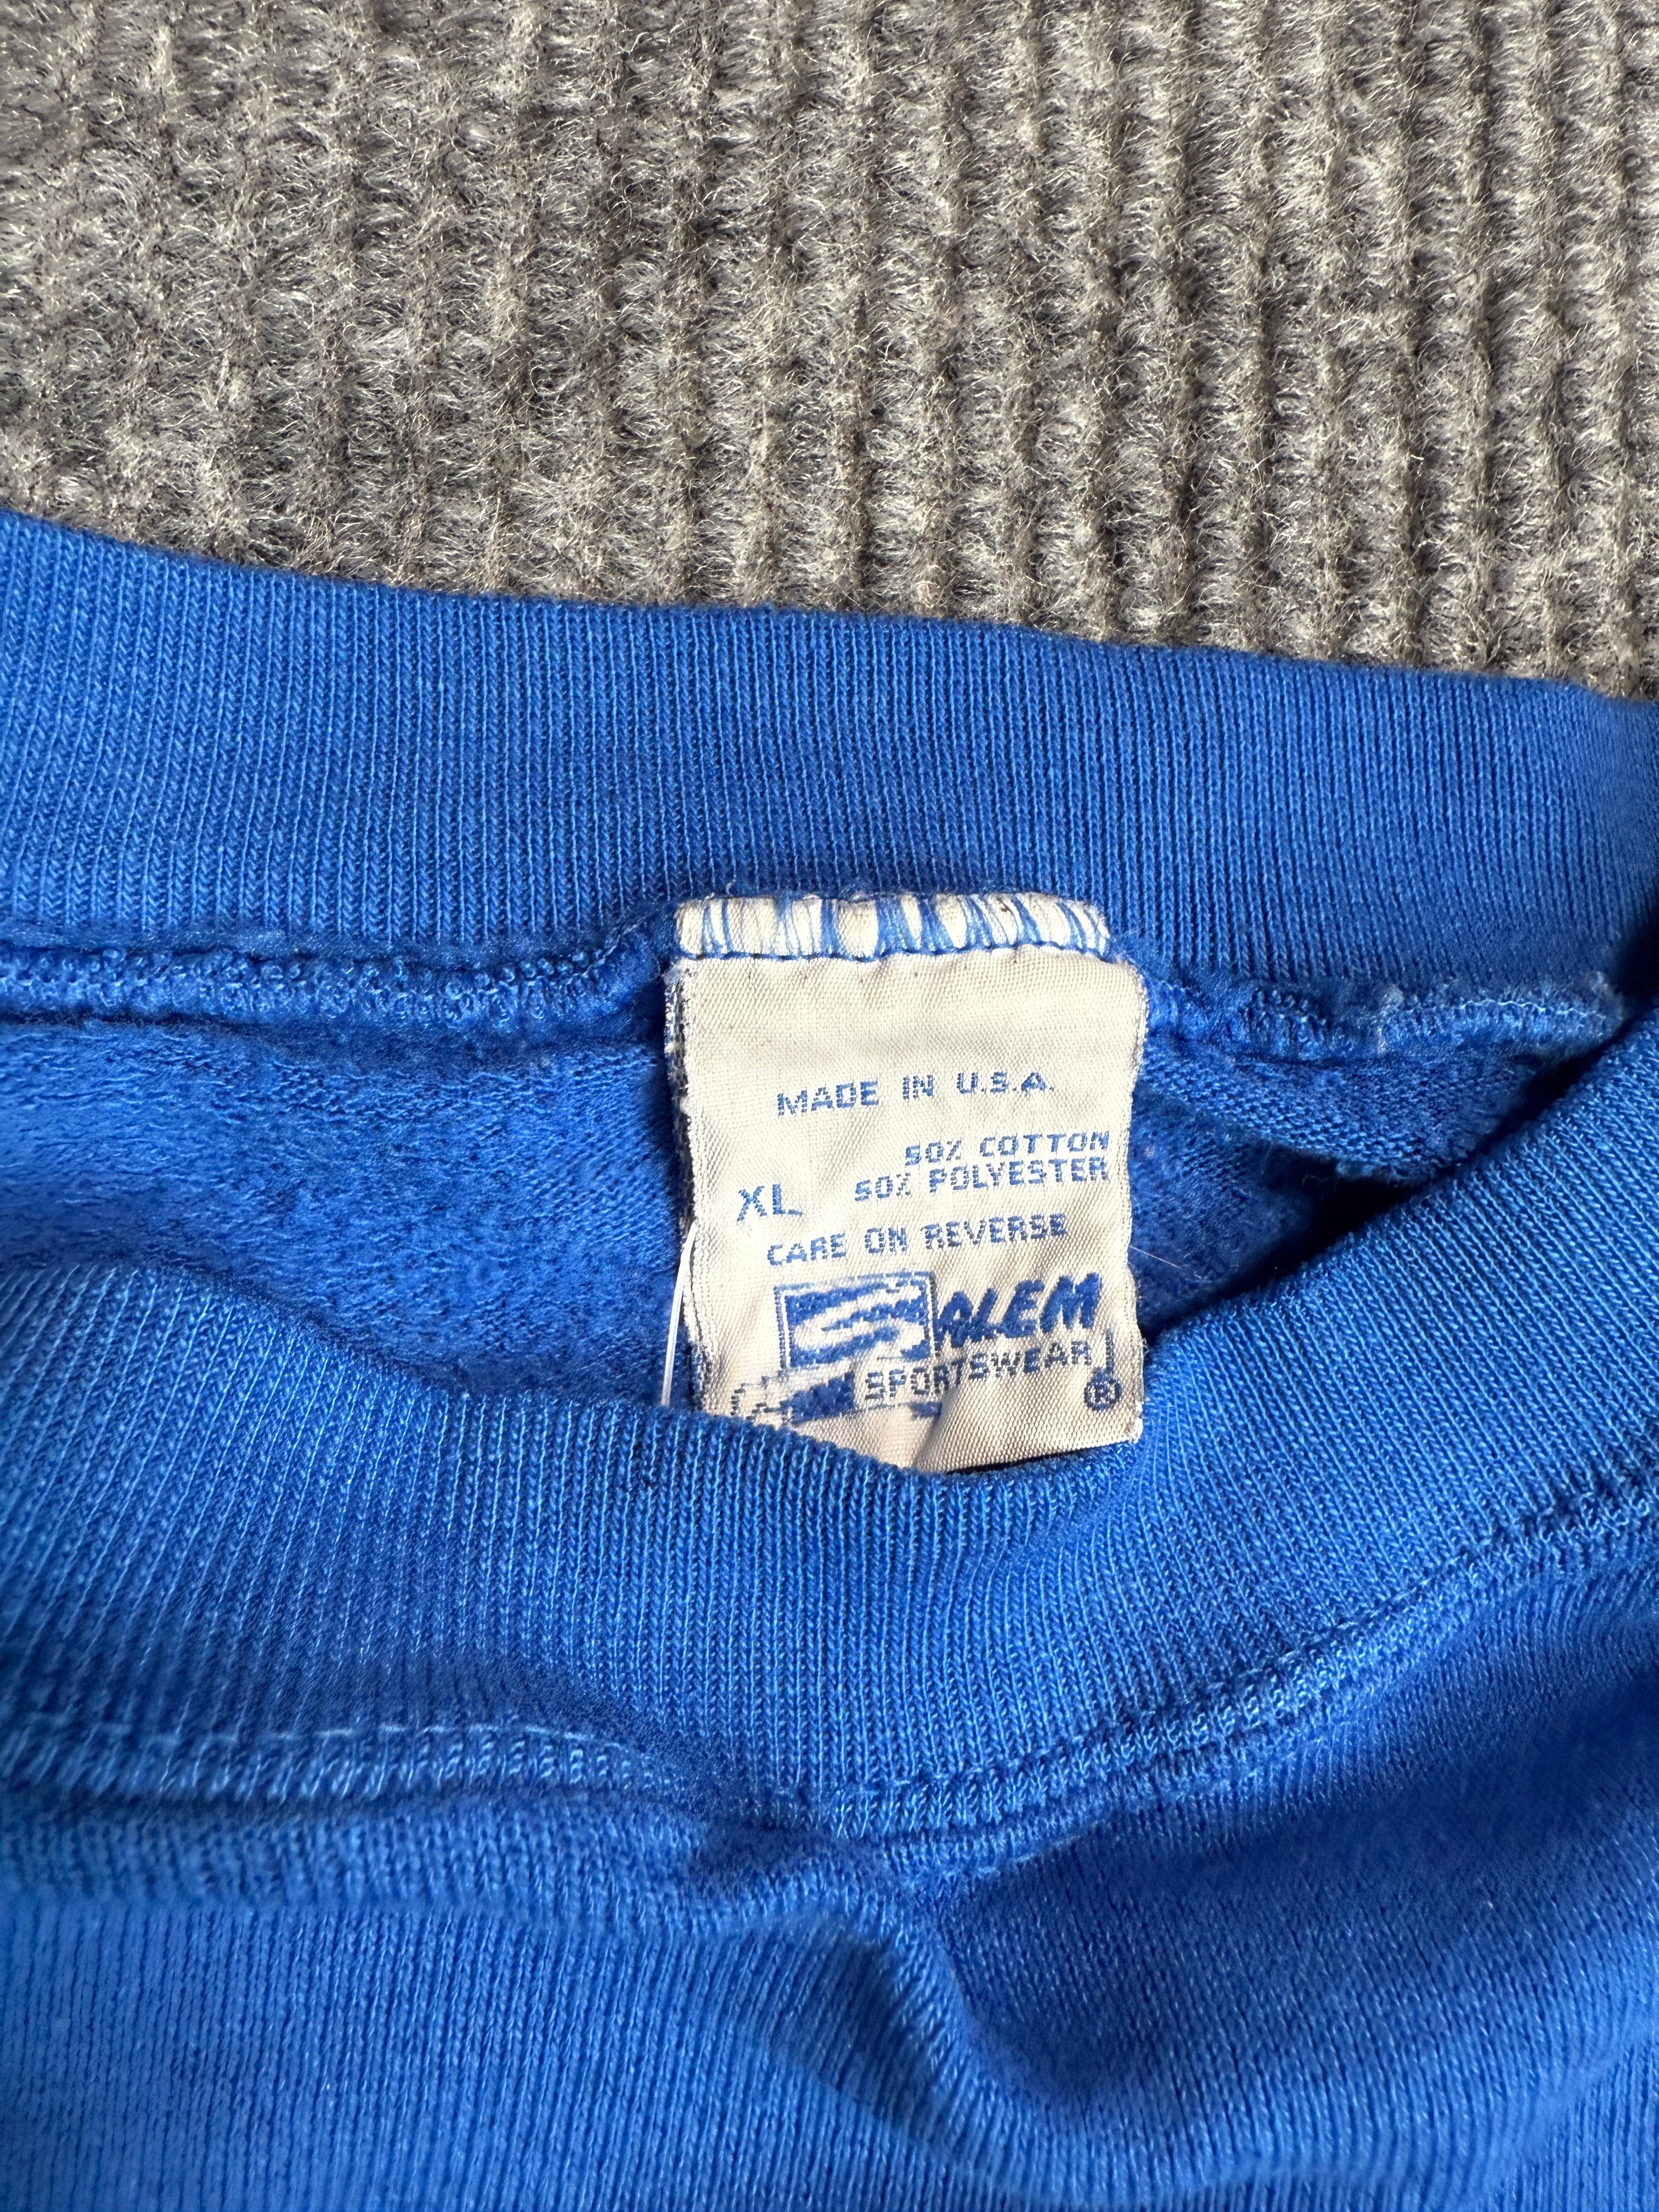 MADE IN U.S.A.
50% COTTON
XL 50% POLYESTER
CARE ON REVERSE
SALEM
SPORTSWEAR
®